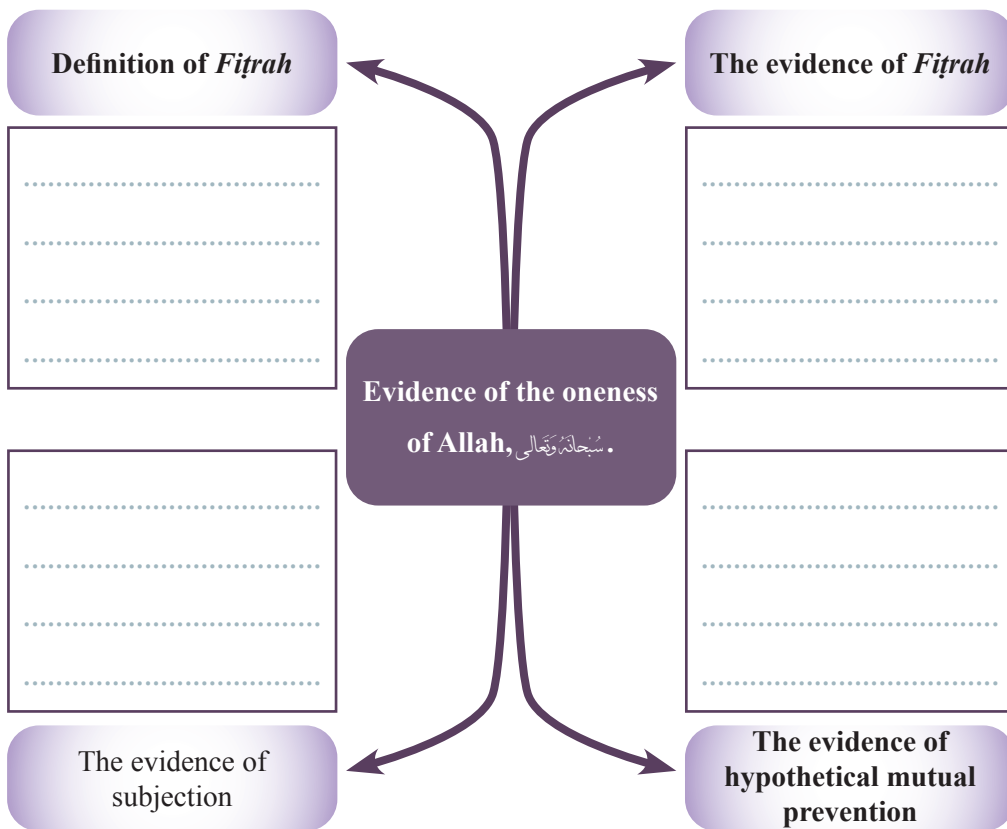 Definition of Fiṭrah
The evidence of Fiṭrah
Evidence of the oneness
of Allah, سُبْحَانَهُ وَتَعَالَى .
The evidence of
subjection
The evidence of
hypothetical mutual
prevention